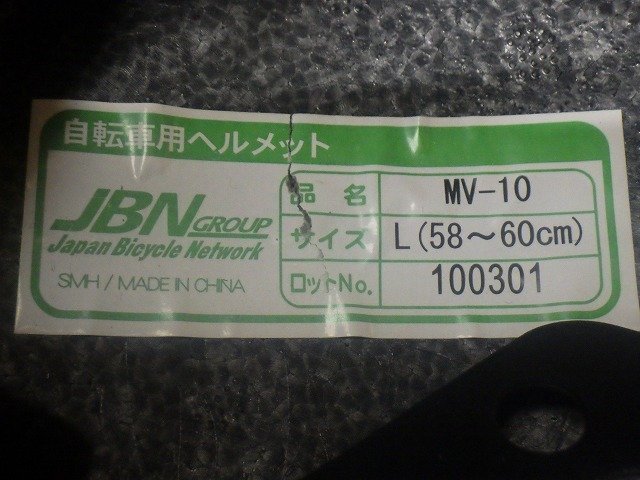 自転車用ヘルメット
JBN GROUP
Japan Bicycle Network
SMH / MADE IN CHINA
品名 MV-10
サイズ L(58～60cm)
ロットNo. 100301